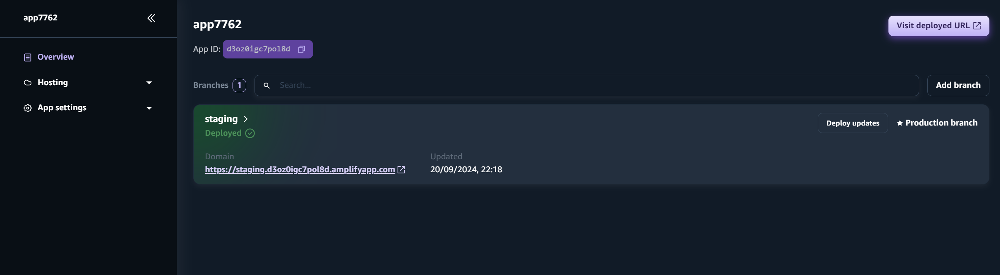 app7762
Overview
Hosting
App settings
app7762
Visit deployed URL
App ID: d3oz0igc7pol8d
Branches 1
Search...
Add branch
staging
Deployed
Deploy updates
Production branch
Domain
Updated
https://staging.d3oz0igc7pol8d.amplifyapp.com
20/09/2024, 22:18